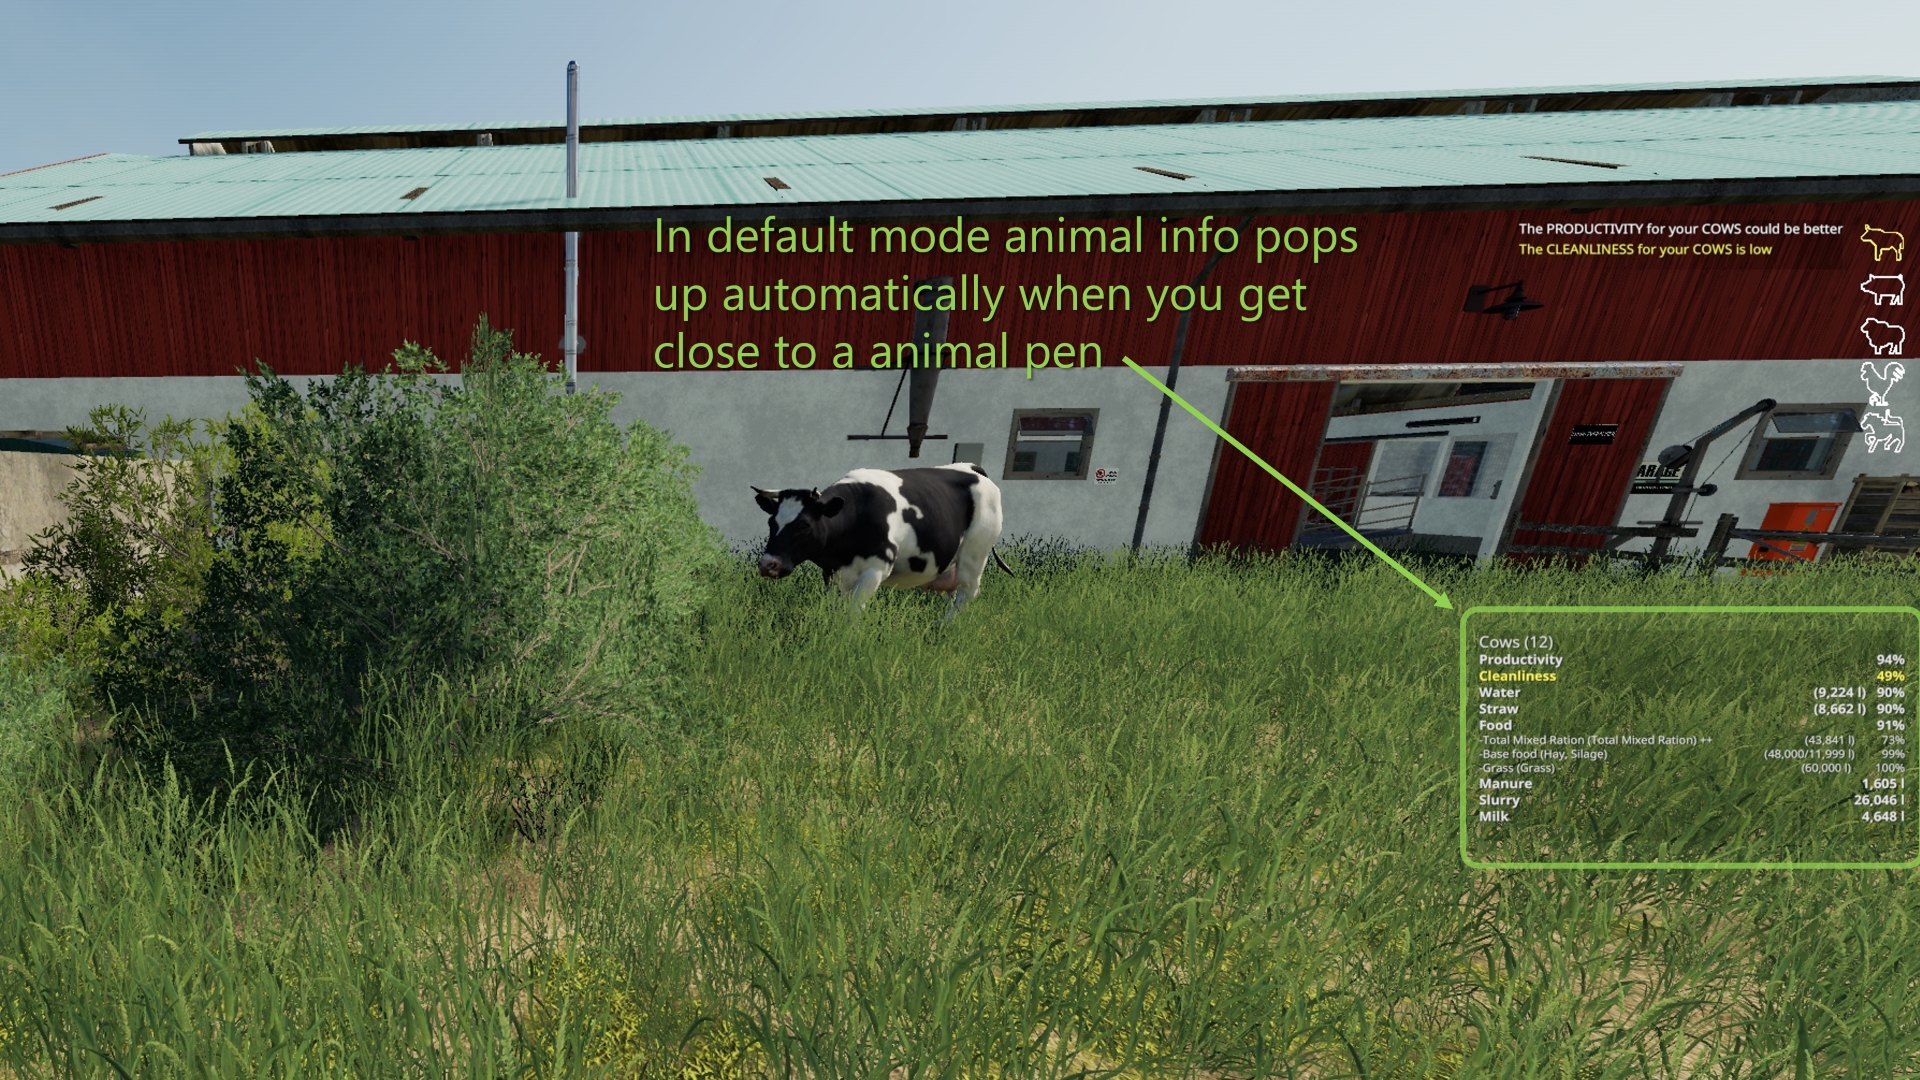 In default mode animal info pops
up automatically when you get
close to a animal pen
The PRODUCTIVITY for your COWS could be better
The CLEANLINESS for your COWS is low
Cows (12)
Productivity 94%
Cleanliness 49%
Water (9,224 l) 90%
Straw (8,662 l) 90%
Food 91%
-Total Mixed Ration (Total Mixed Ration) ++ (43,841 l) 73%
-Base food (Hay, Silage) (48,000/11,999 l) 99%
-Grass (Grass) - (60,000 l) 100%
Manure 1,605 l
Slurry 26,046 l
Milk 4,648 l